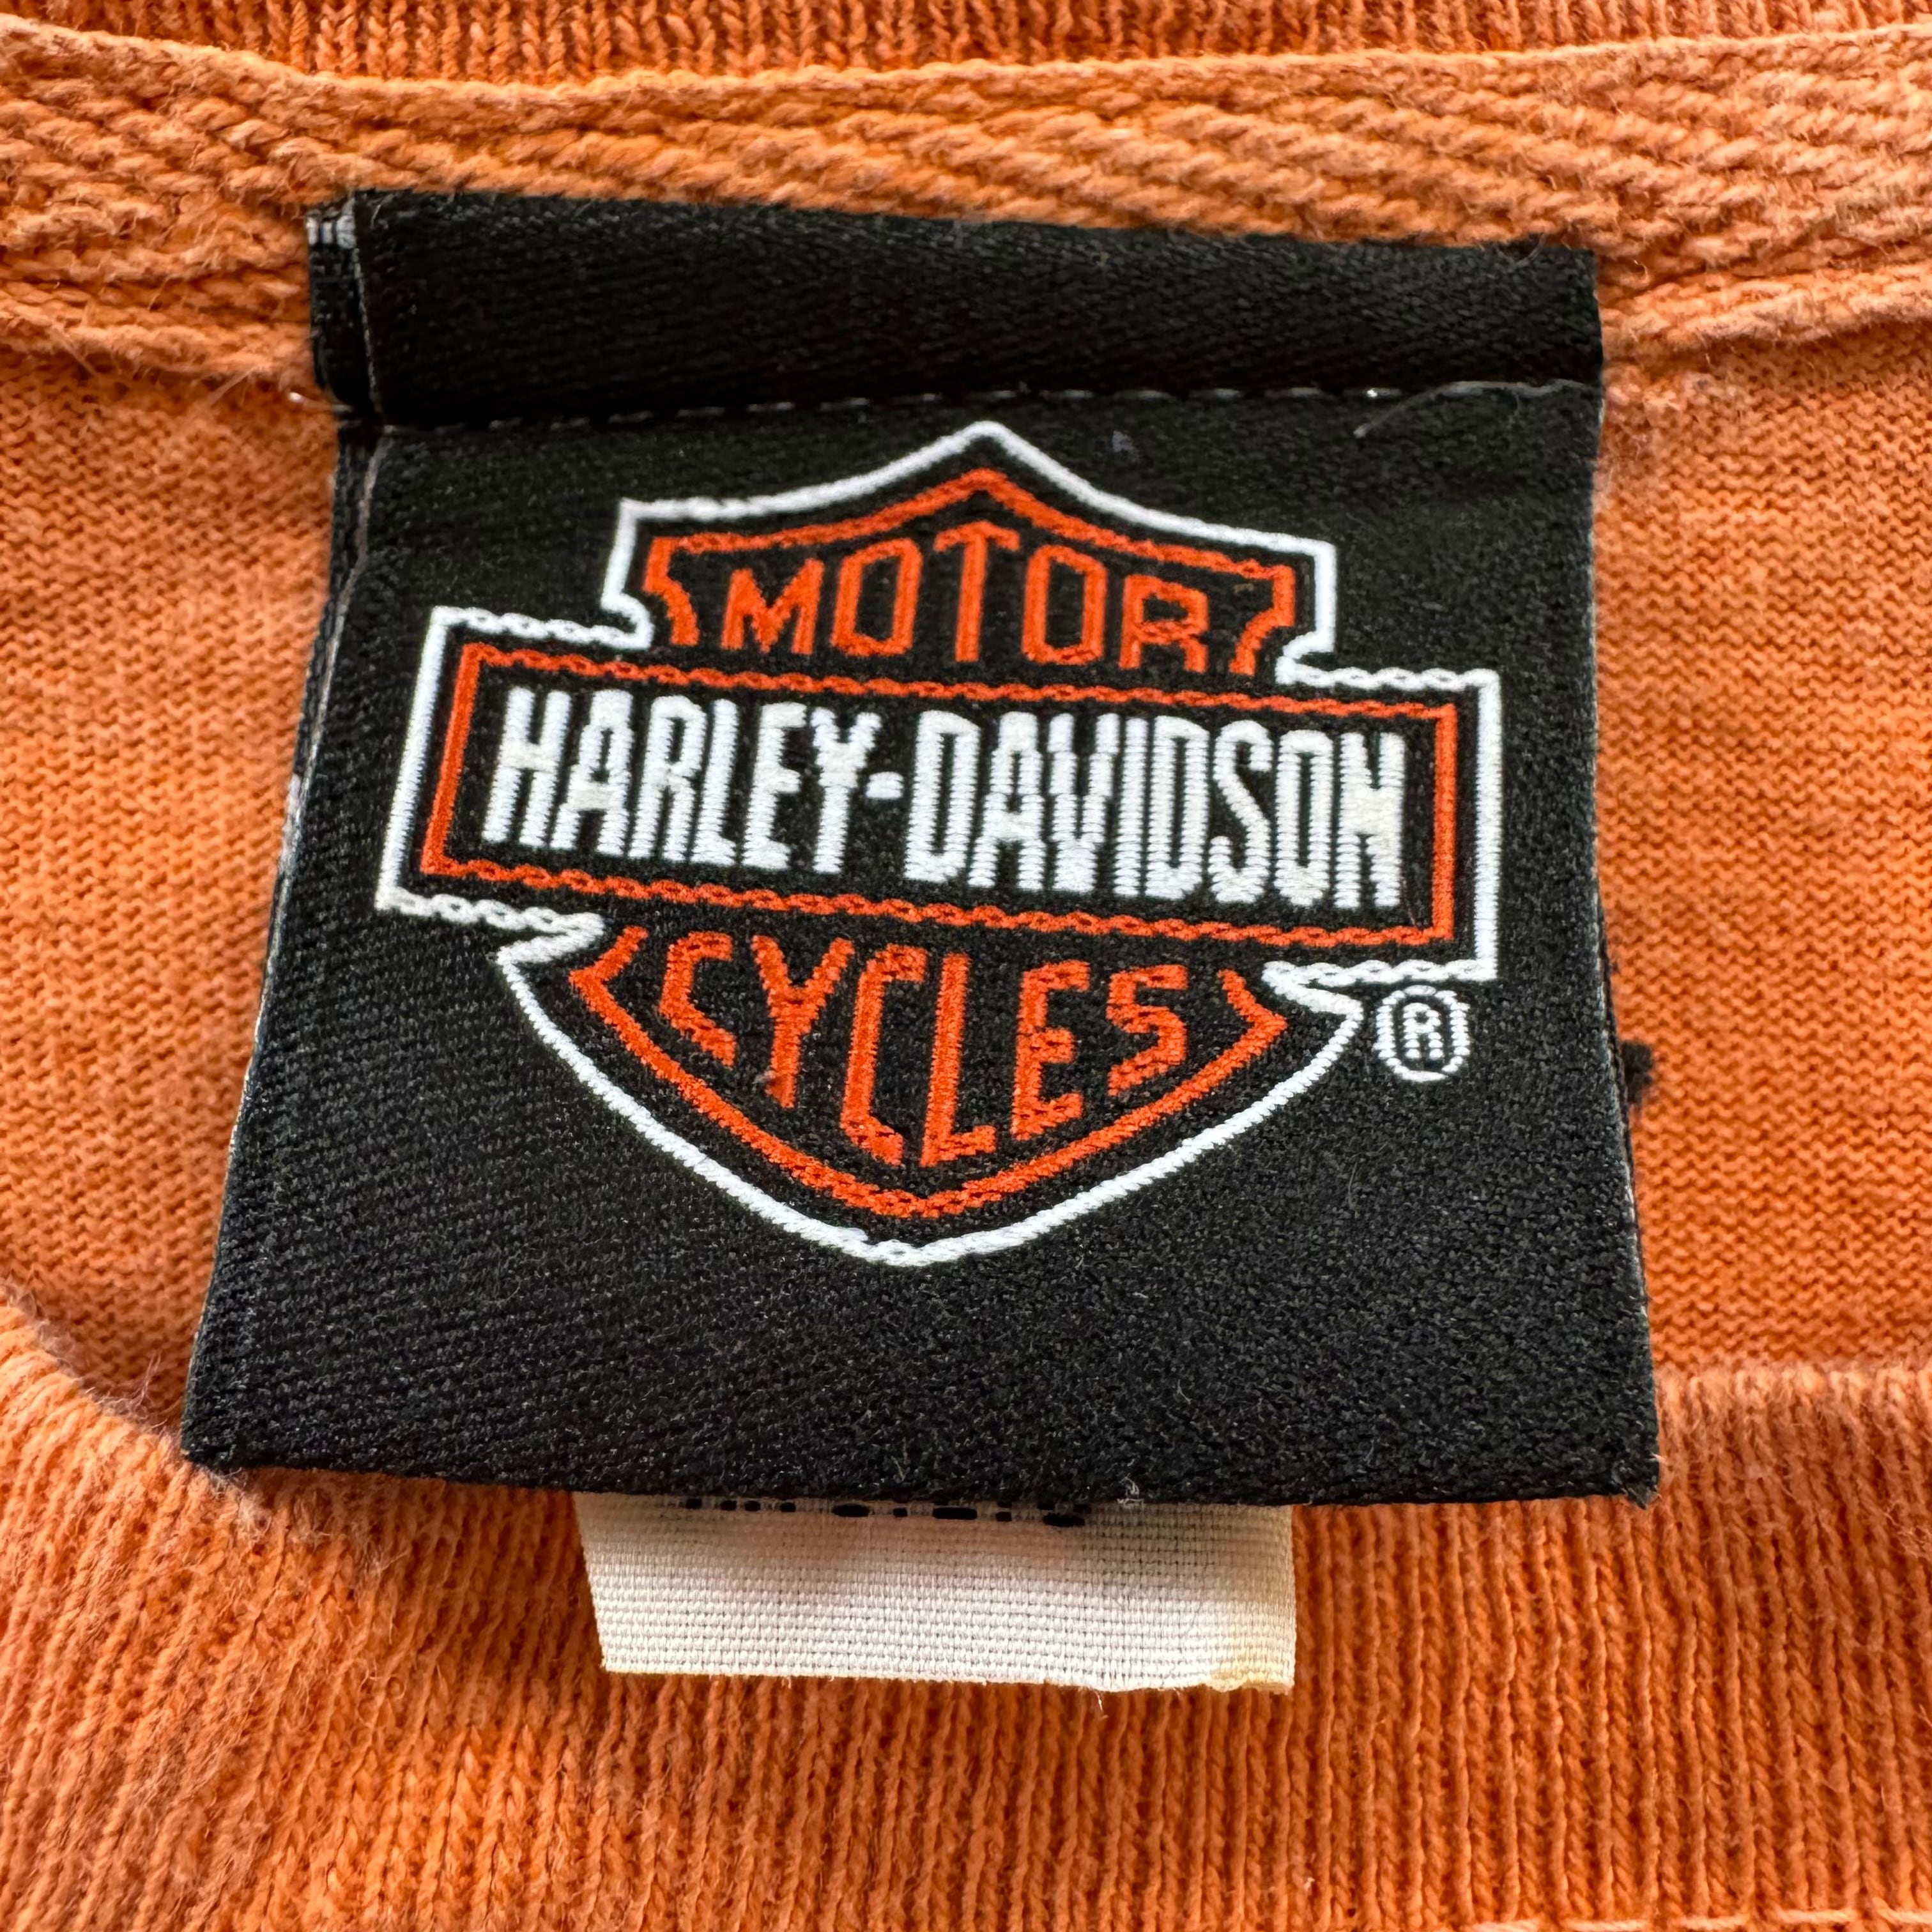 MOTOR
HARLEY-DAVIDSON
CYCLES
®